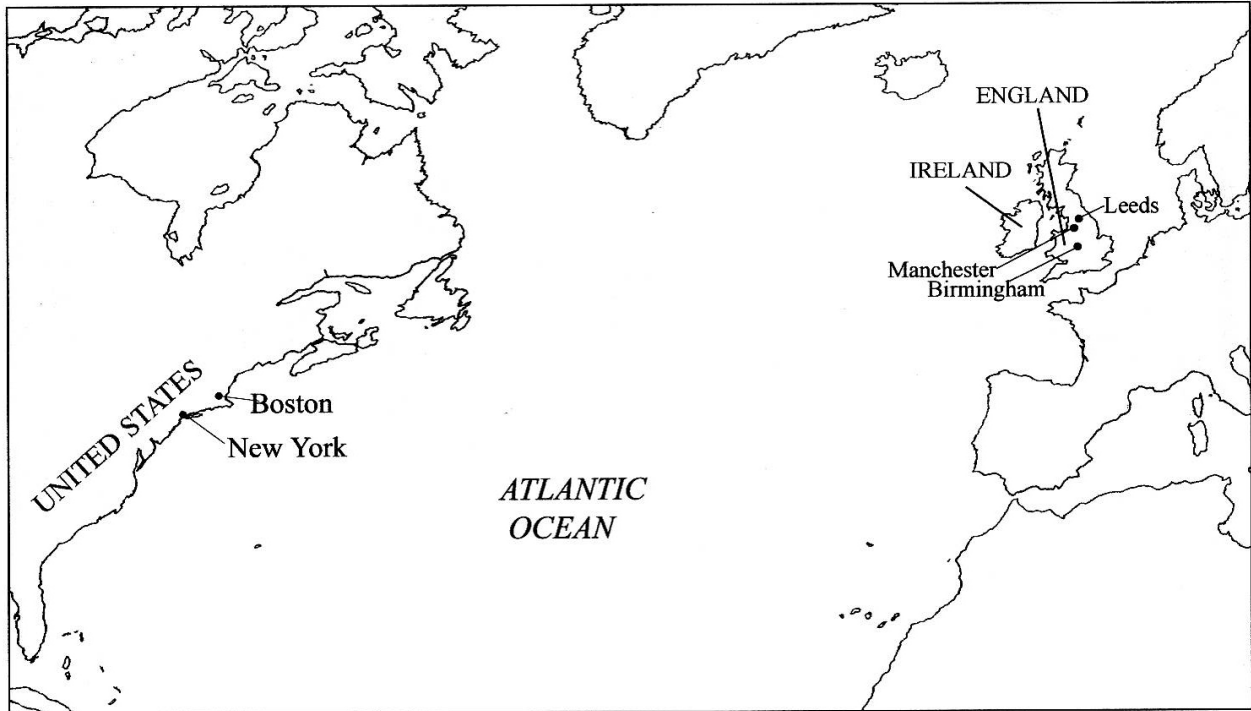 ENGLAND
IRELAND
Leeds
Manchester
Birmingham
UNITED STATES
Boston
New York
ATLANTIC
OCEAN